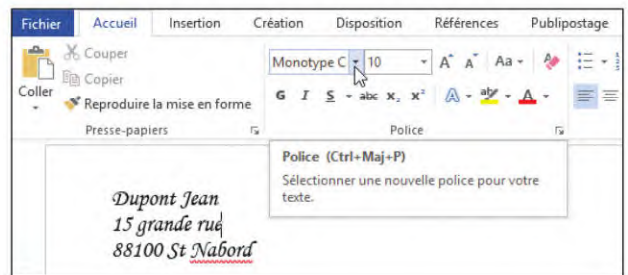 Fichier Accueil Insertion Création Disposition Références Publipostage
Couper
Copier
Coller
Reproduire la mise en forme
Presse-papiers
Monotype C 10 A A Aa
G I S abc x₂ x² A aby A
Police
Police (Ctrl+Maj+P)
Sélectionner une nouvelle police pour votre
texte.
Dupont Jean
15 grande rue
88100 St Nabord